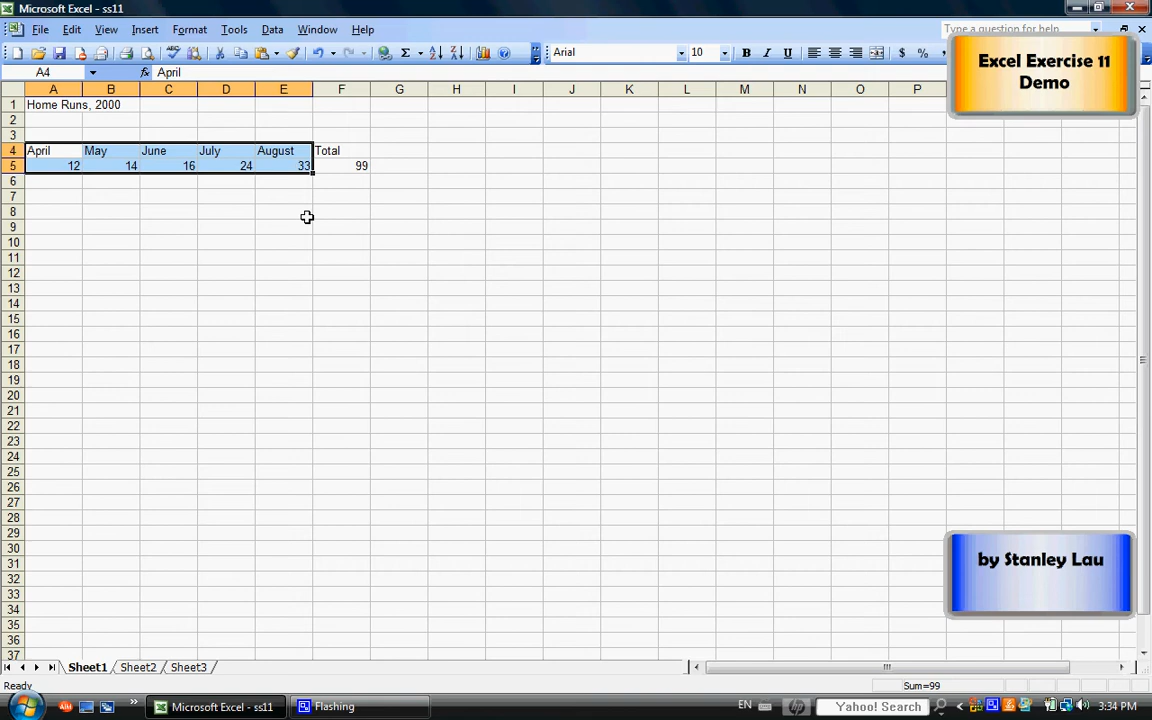 Microsoft Excel - ss11
File Edit View Insert Format Tools Data Window Help
Type a question for help
Arial 10 B I U $ % ,
A4 fx April
A B C D E F G H I J K L M N O P
1 Home Runs, 2000
2
3
4 April May June July August Total
5 12 14 16 24 33 99
6
7
8
9
10
11
12
13
14
15
16
17
18
19
20
21
22
23
24
25
26
27
28
29
30
31
32
33
34
35
36
37
Excel Exercise 11
Demo
by Stanley Lau
Sheet1 Sheet2 Sheet3
Ready Sum=99
Microsoft Excel - ss11 Flashing EN Yahoo! Search 3:34 PM